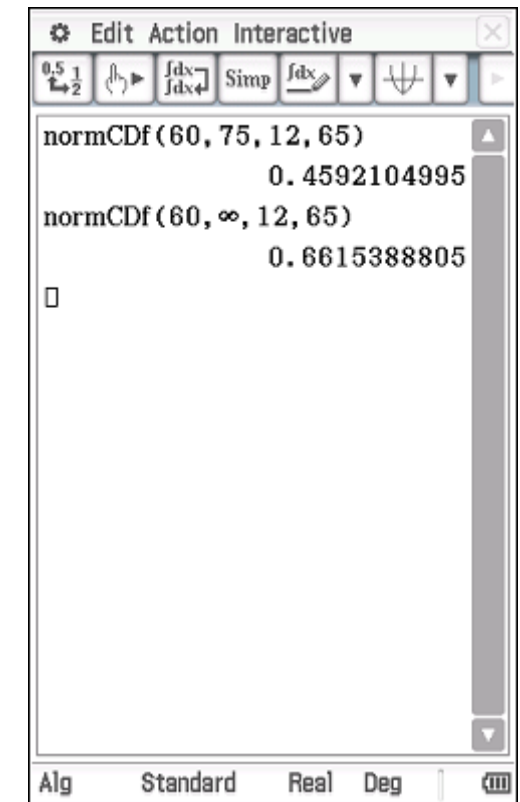 Edit Action Interactive
0.5 1 2 ∫dx ∫dx Simp ∫dx
normCDf(60,75,12,65)
0.4592104995
normCDf(60,∞,12,65)
0.6615388805
Alg Standard Real Deg